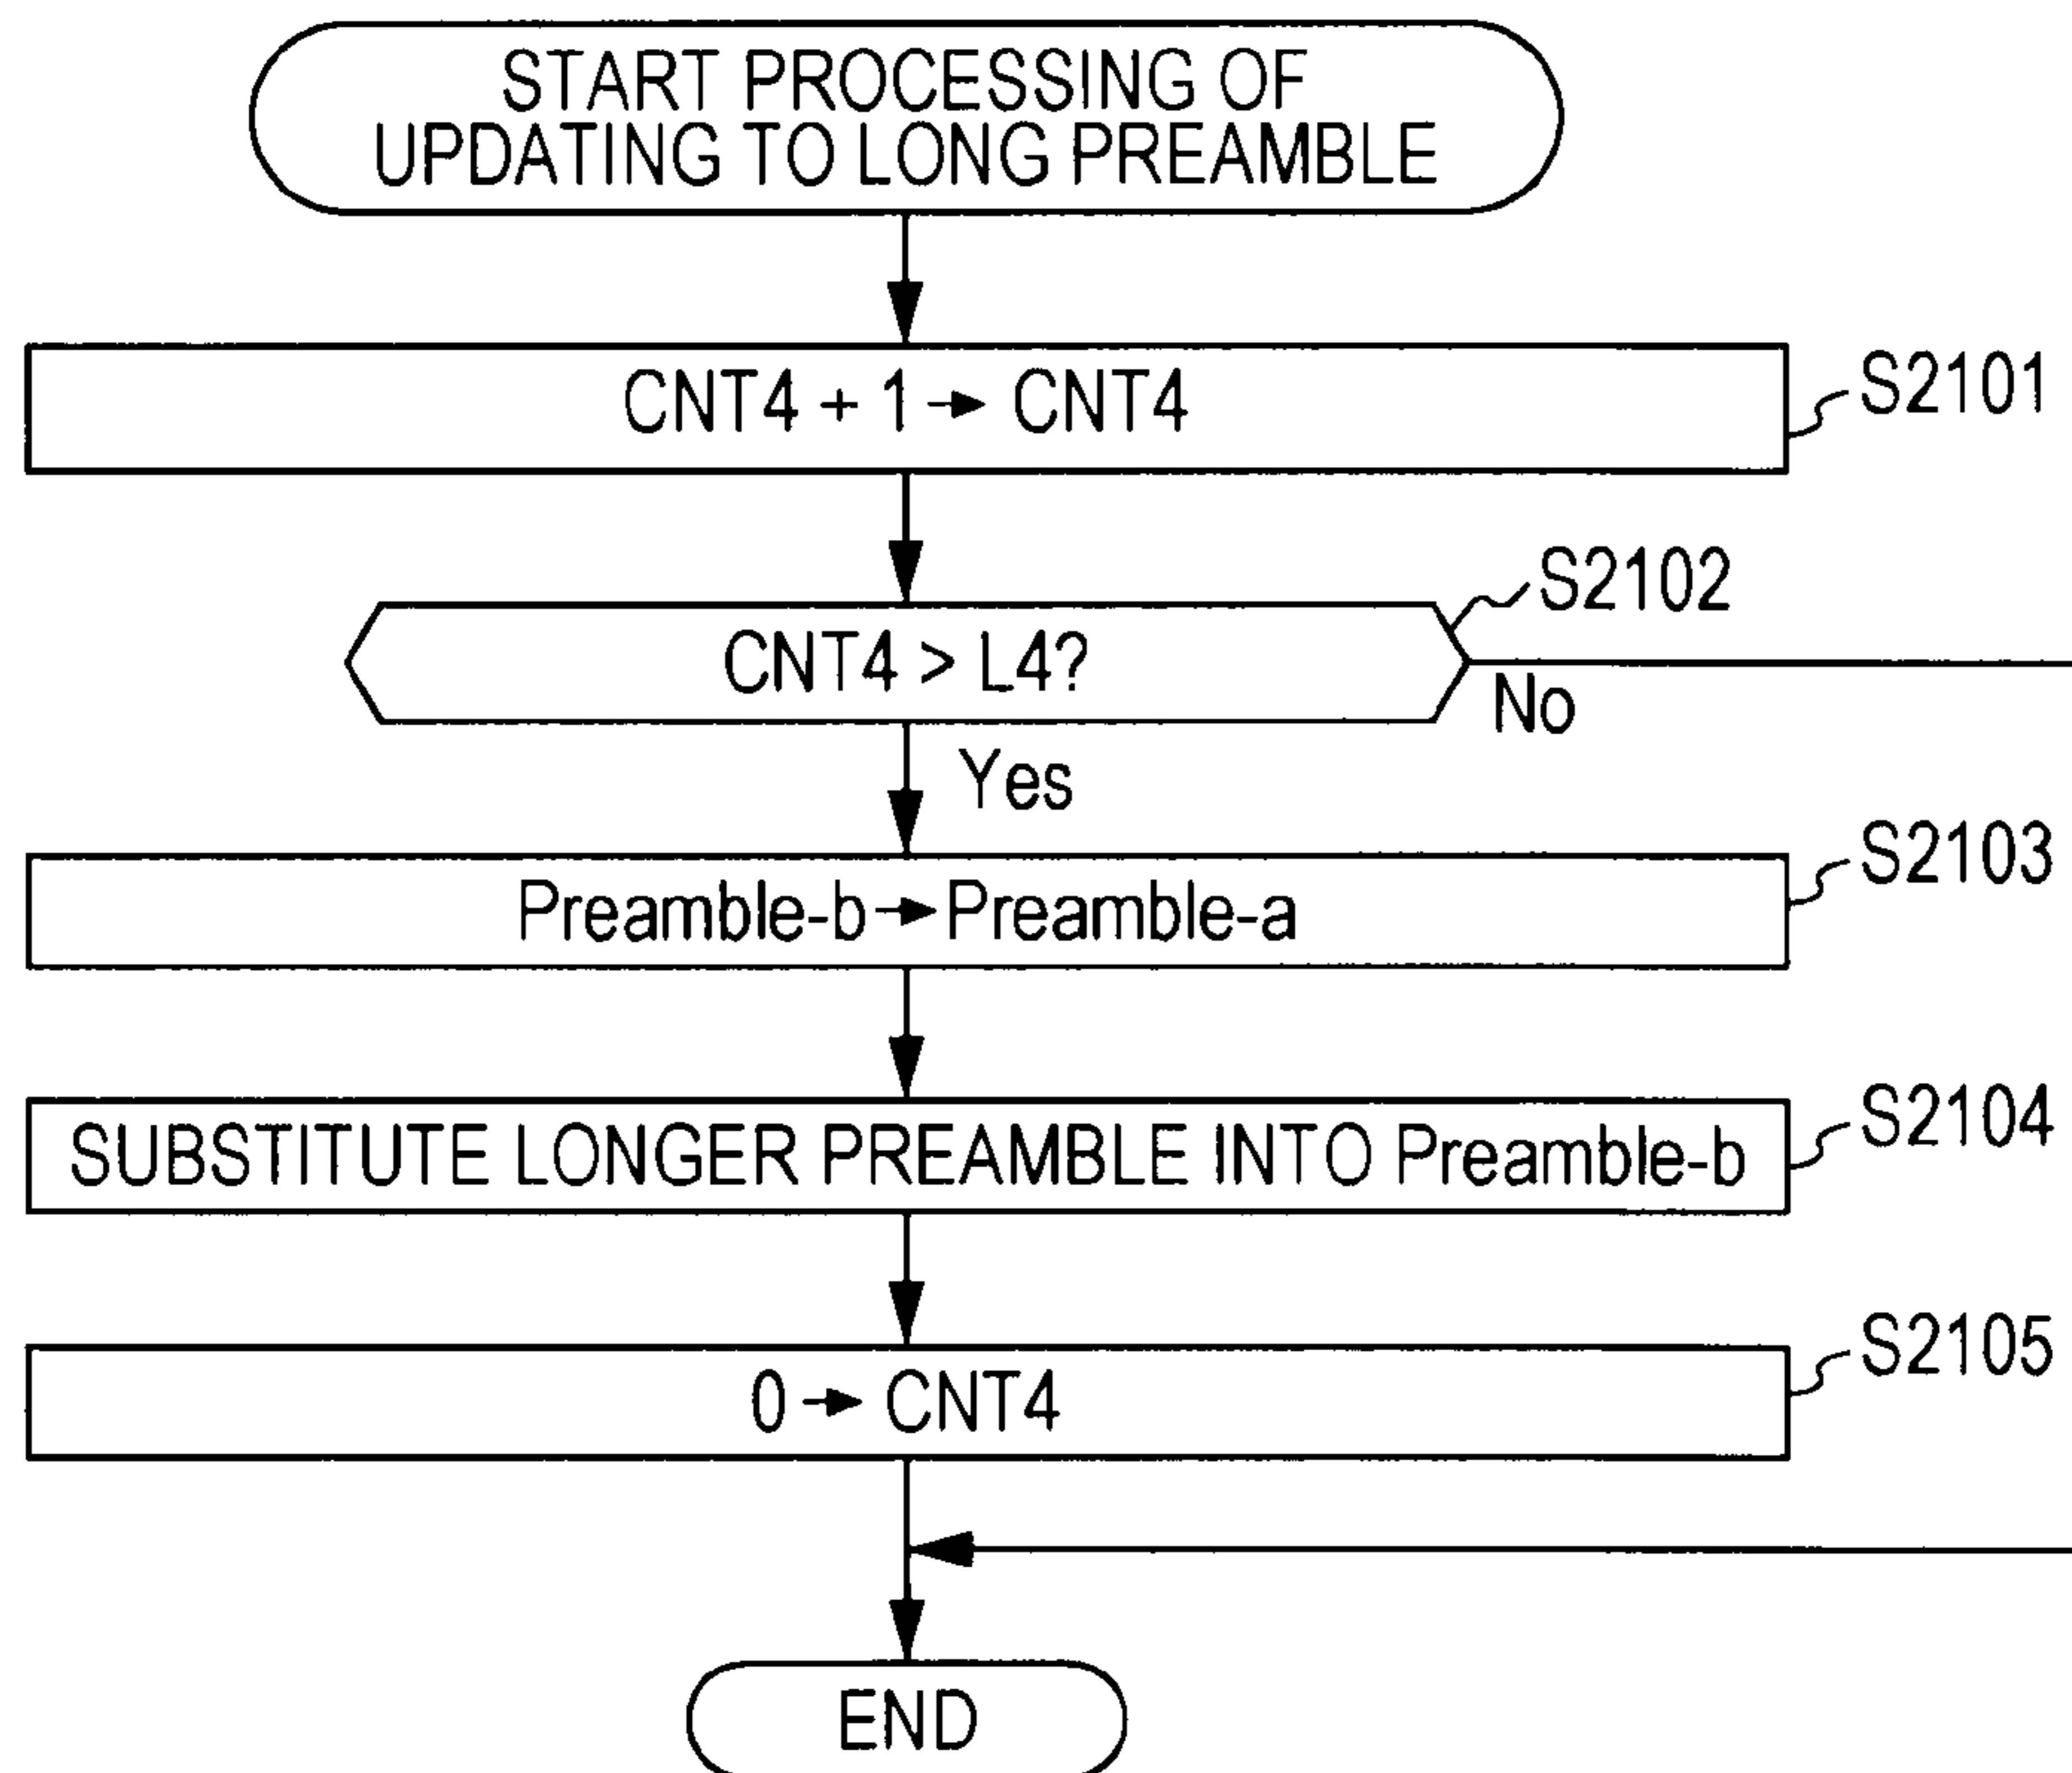 START PROCESSING OF
UPDATING TO LONG PREAMBLE
CNT4 + 1 → CNT4
S2101
S2102
CNT4 > L4?
No
Yes
S2103
Preamble-b → Preamble-a
S2104
SUBSTITUTE LONGER PREAMBLE INTO Preamble-b
S2105
0 → CNT4
END